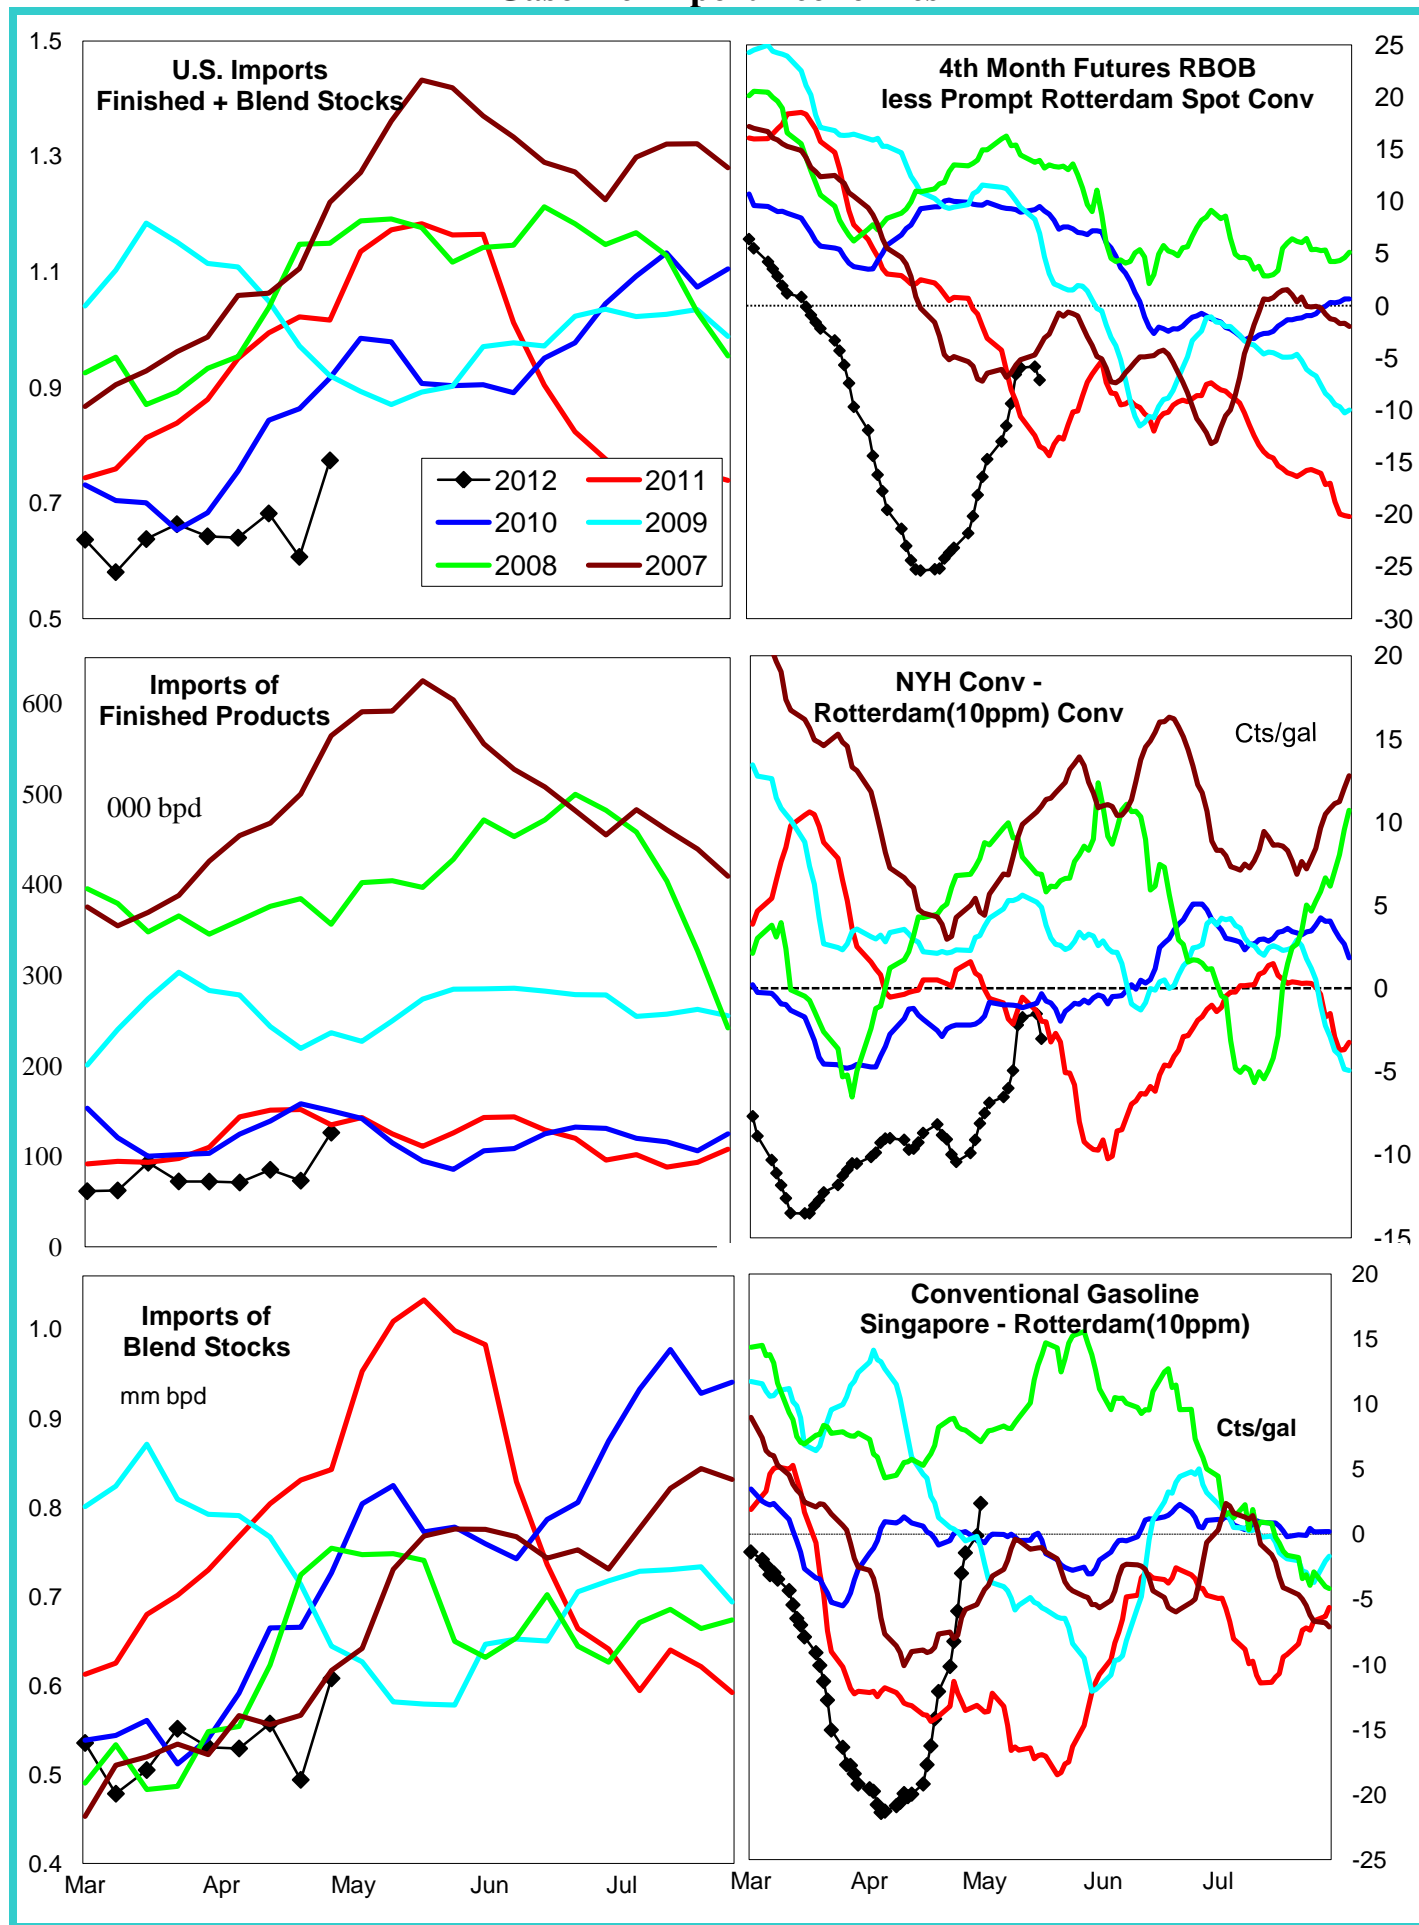 1.5
1.3
1.1
0.9
0.7
0.5
U.S. Imports
Finished + Blend Stocks
2012 2011
2010 2009
2008 2007
4th Month Futures RBOB
less Prompt Rotterdam Spot Conv
25
20
15
10
5
0
-5
-10
-15
-20
-25
-30
600
500
400
300
200
100
0
Imports of
Finished Products
000 bpd
NYH Conv -
Rotterdam(10ppm) Conv
Cts/gal
20
15
10
5
0
-5
-10
-15
1.0
0.9
0.8
0.7
0.6
0.5
0.4
Imports of
Blend Stocks
mm bpd
Mar Apr May Jun Jul
Conventional Gasoline
Singapore - Rotterdam(10ppm)
Cts/gal
20
15
10
5
0
-5
-10
-15
-20
-25
Mar Apr May Jun Jul